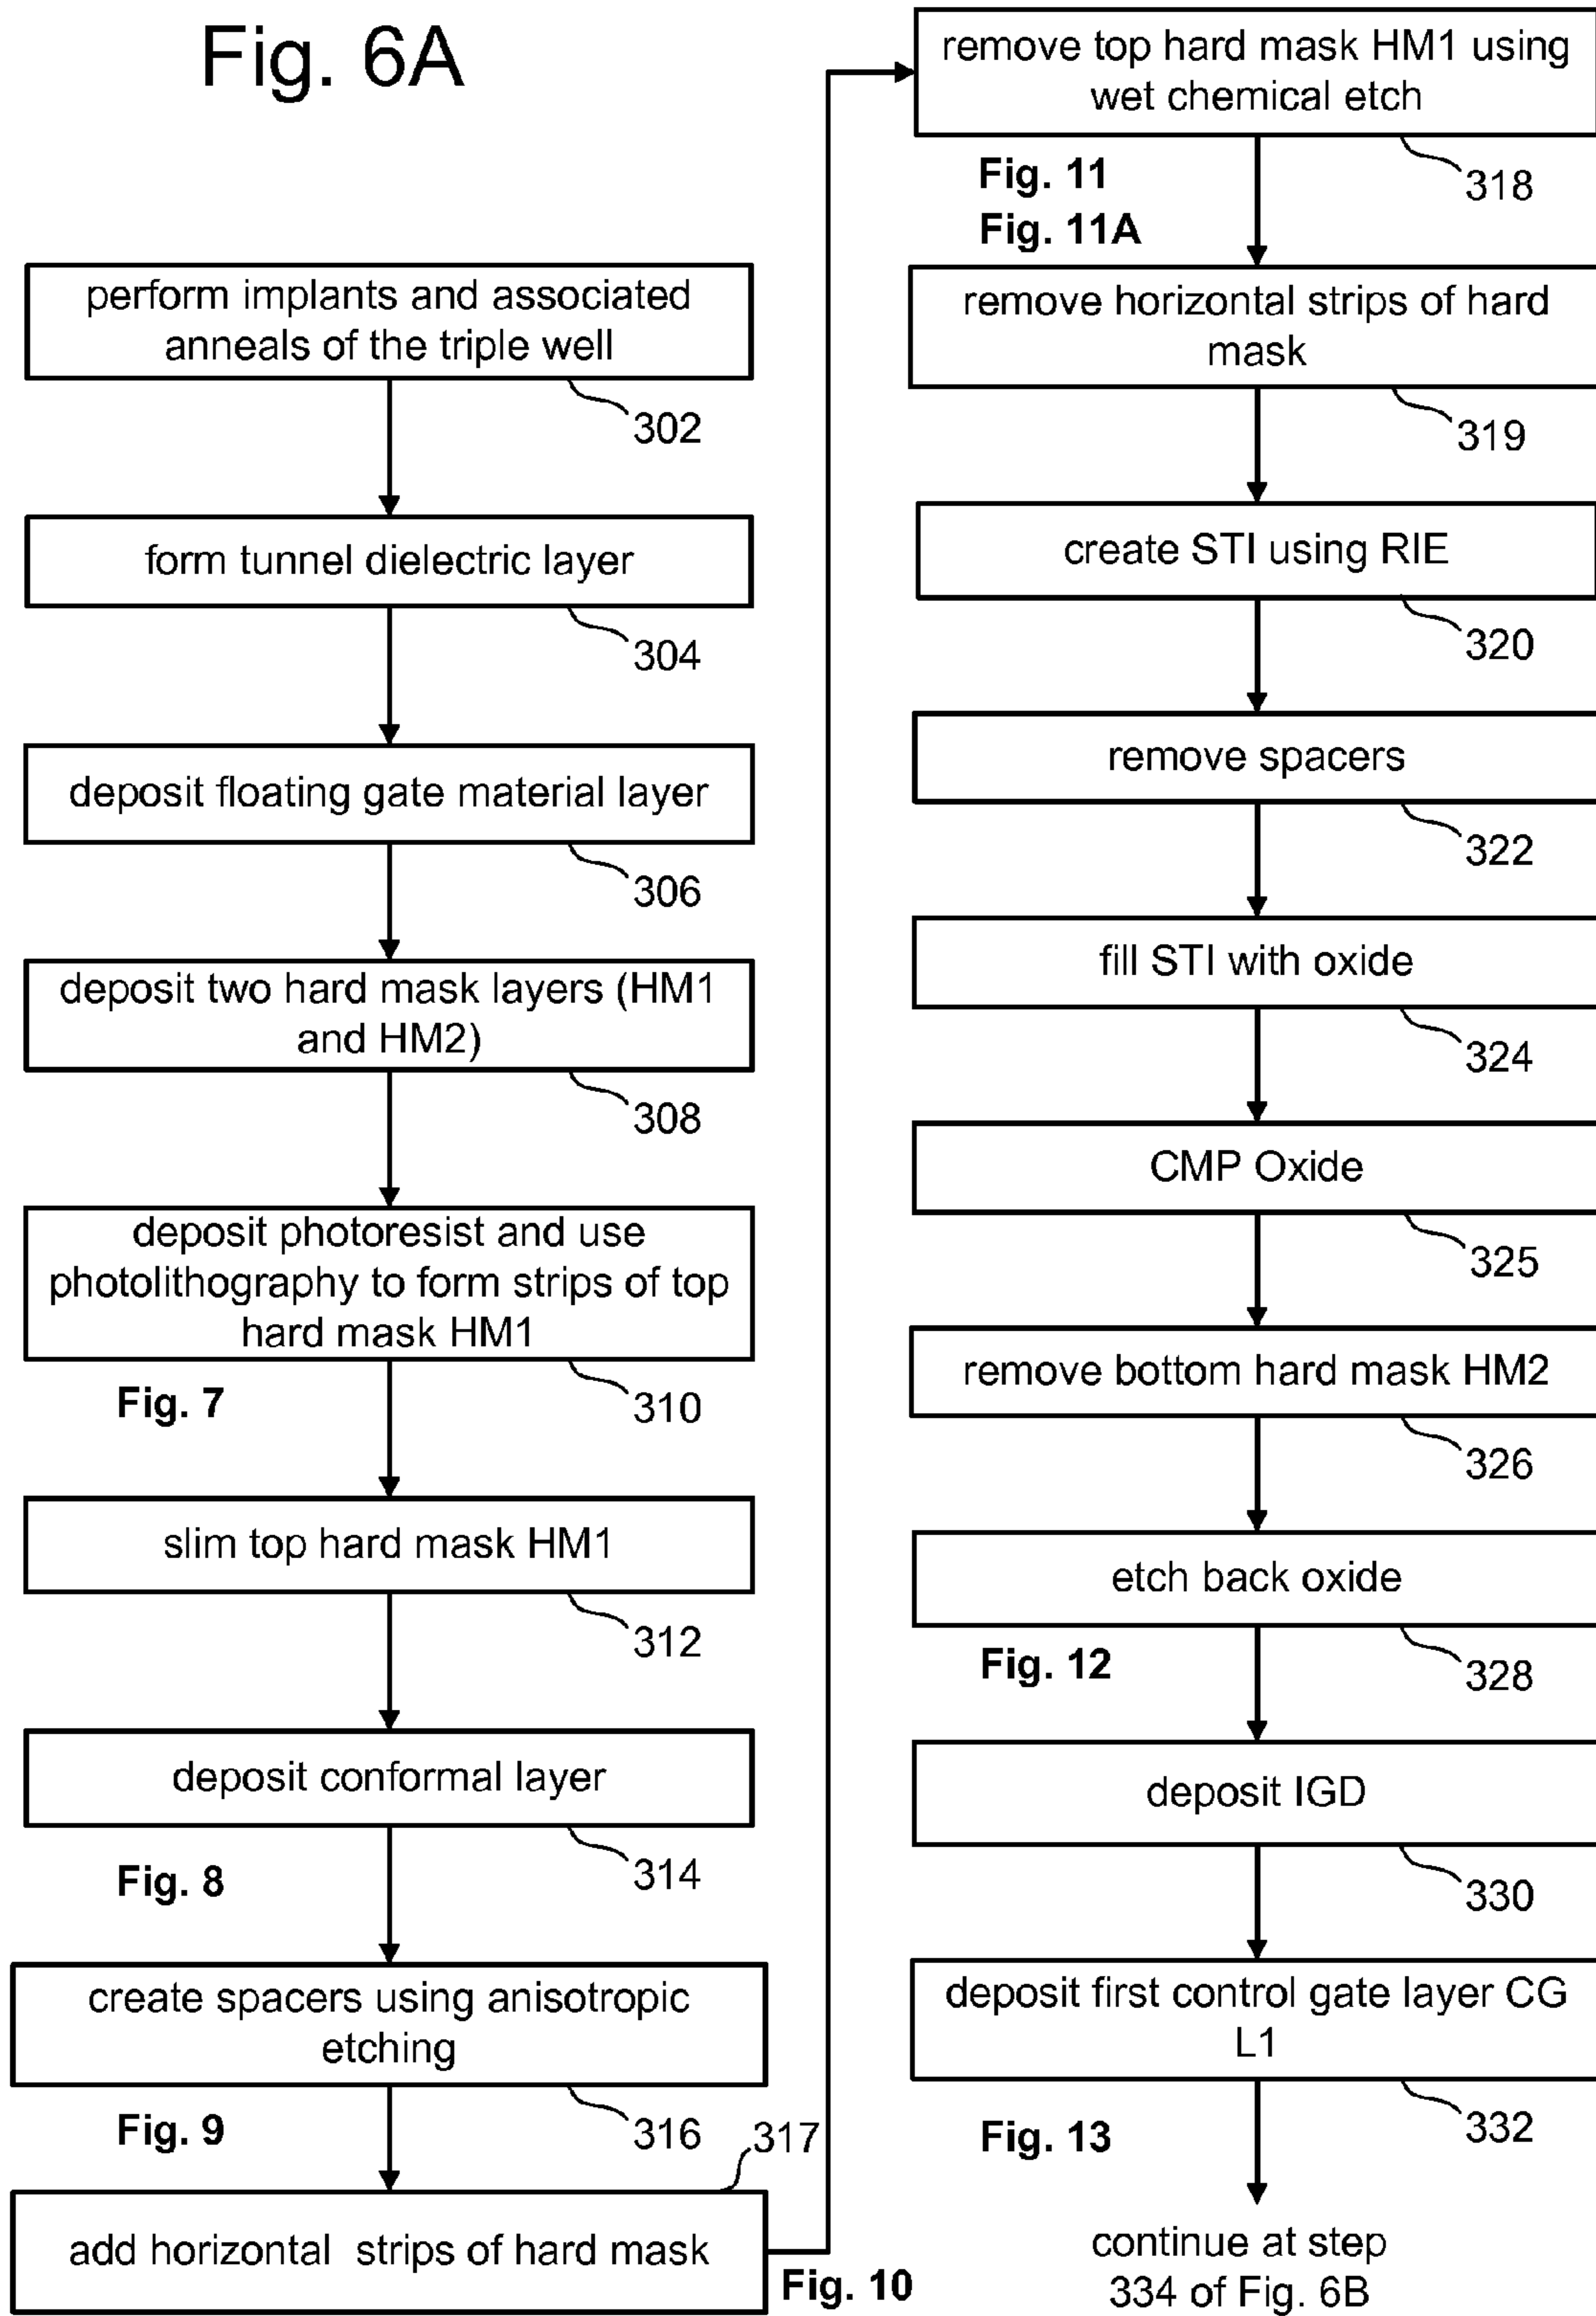 Fig. 6A
perform implants and associated
anneals of the triple well
302
form tunnel dielectric layer
304
deposit floating gate material layer
306
deposit two hard mask layers (HM1
and HM2)
308
deposit photoresist and use
photolithography to form strips of top
hard mask HM1
Fig. 7
310
slim top hard mask HM1
312
deposit conformal layer
Fig. 8
314
create spacers using anisotropic
etching
Fig. 9
316
317
add horizontal strips of hard mask
Fig. 10
remove top hard mask HM1 using
wet chemical etch
Fig. 11
318
Fig. 11A
remove horizontal strips of hard
mask
319
create STI using RIE
320
remove spacers
322
fill STI with oxide
324
CMP Oxide
325
remove bottom hard mask HM2
326
etch back oxide
Fig. 12
328
deposit IGD
330
deposit first control gate layer CG
L1
Fig. 13
332
continue at step
334 of Fig. 6B